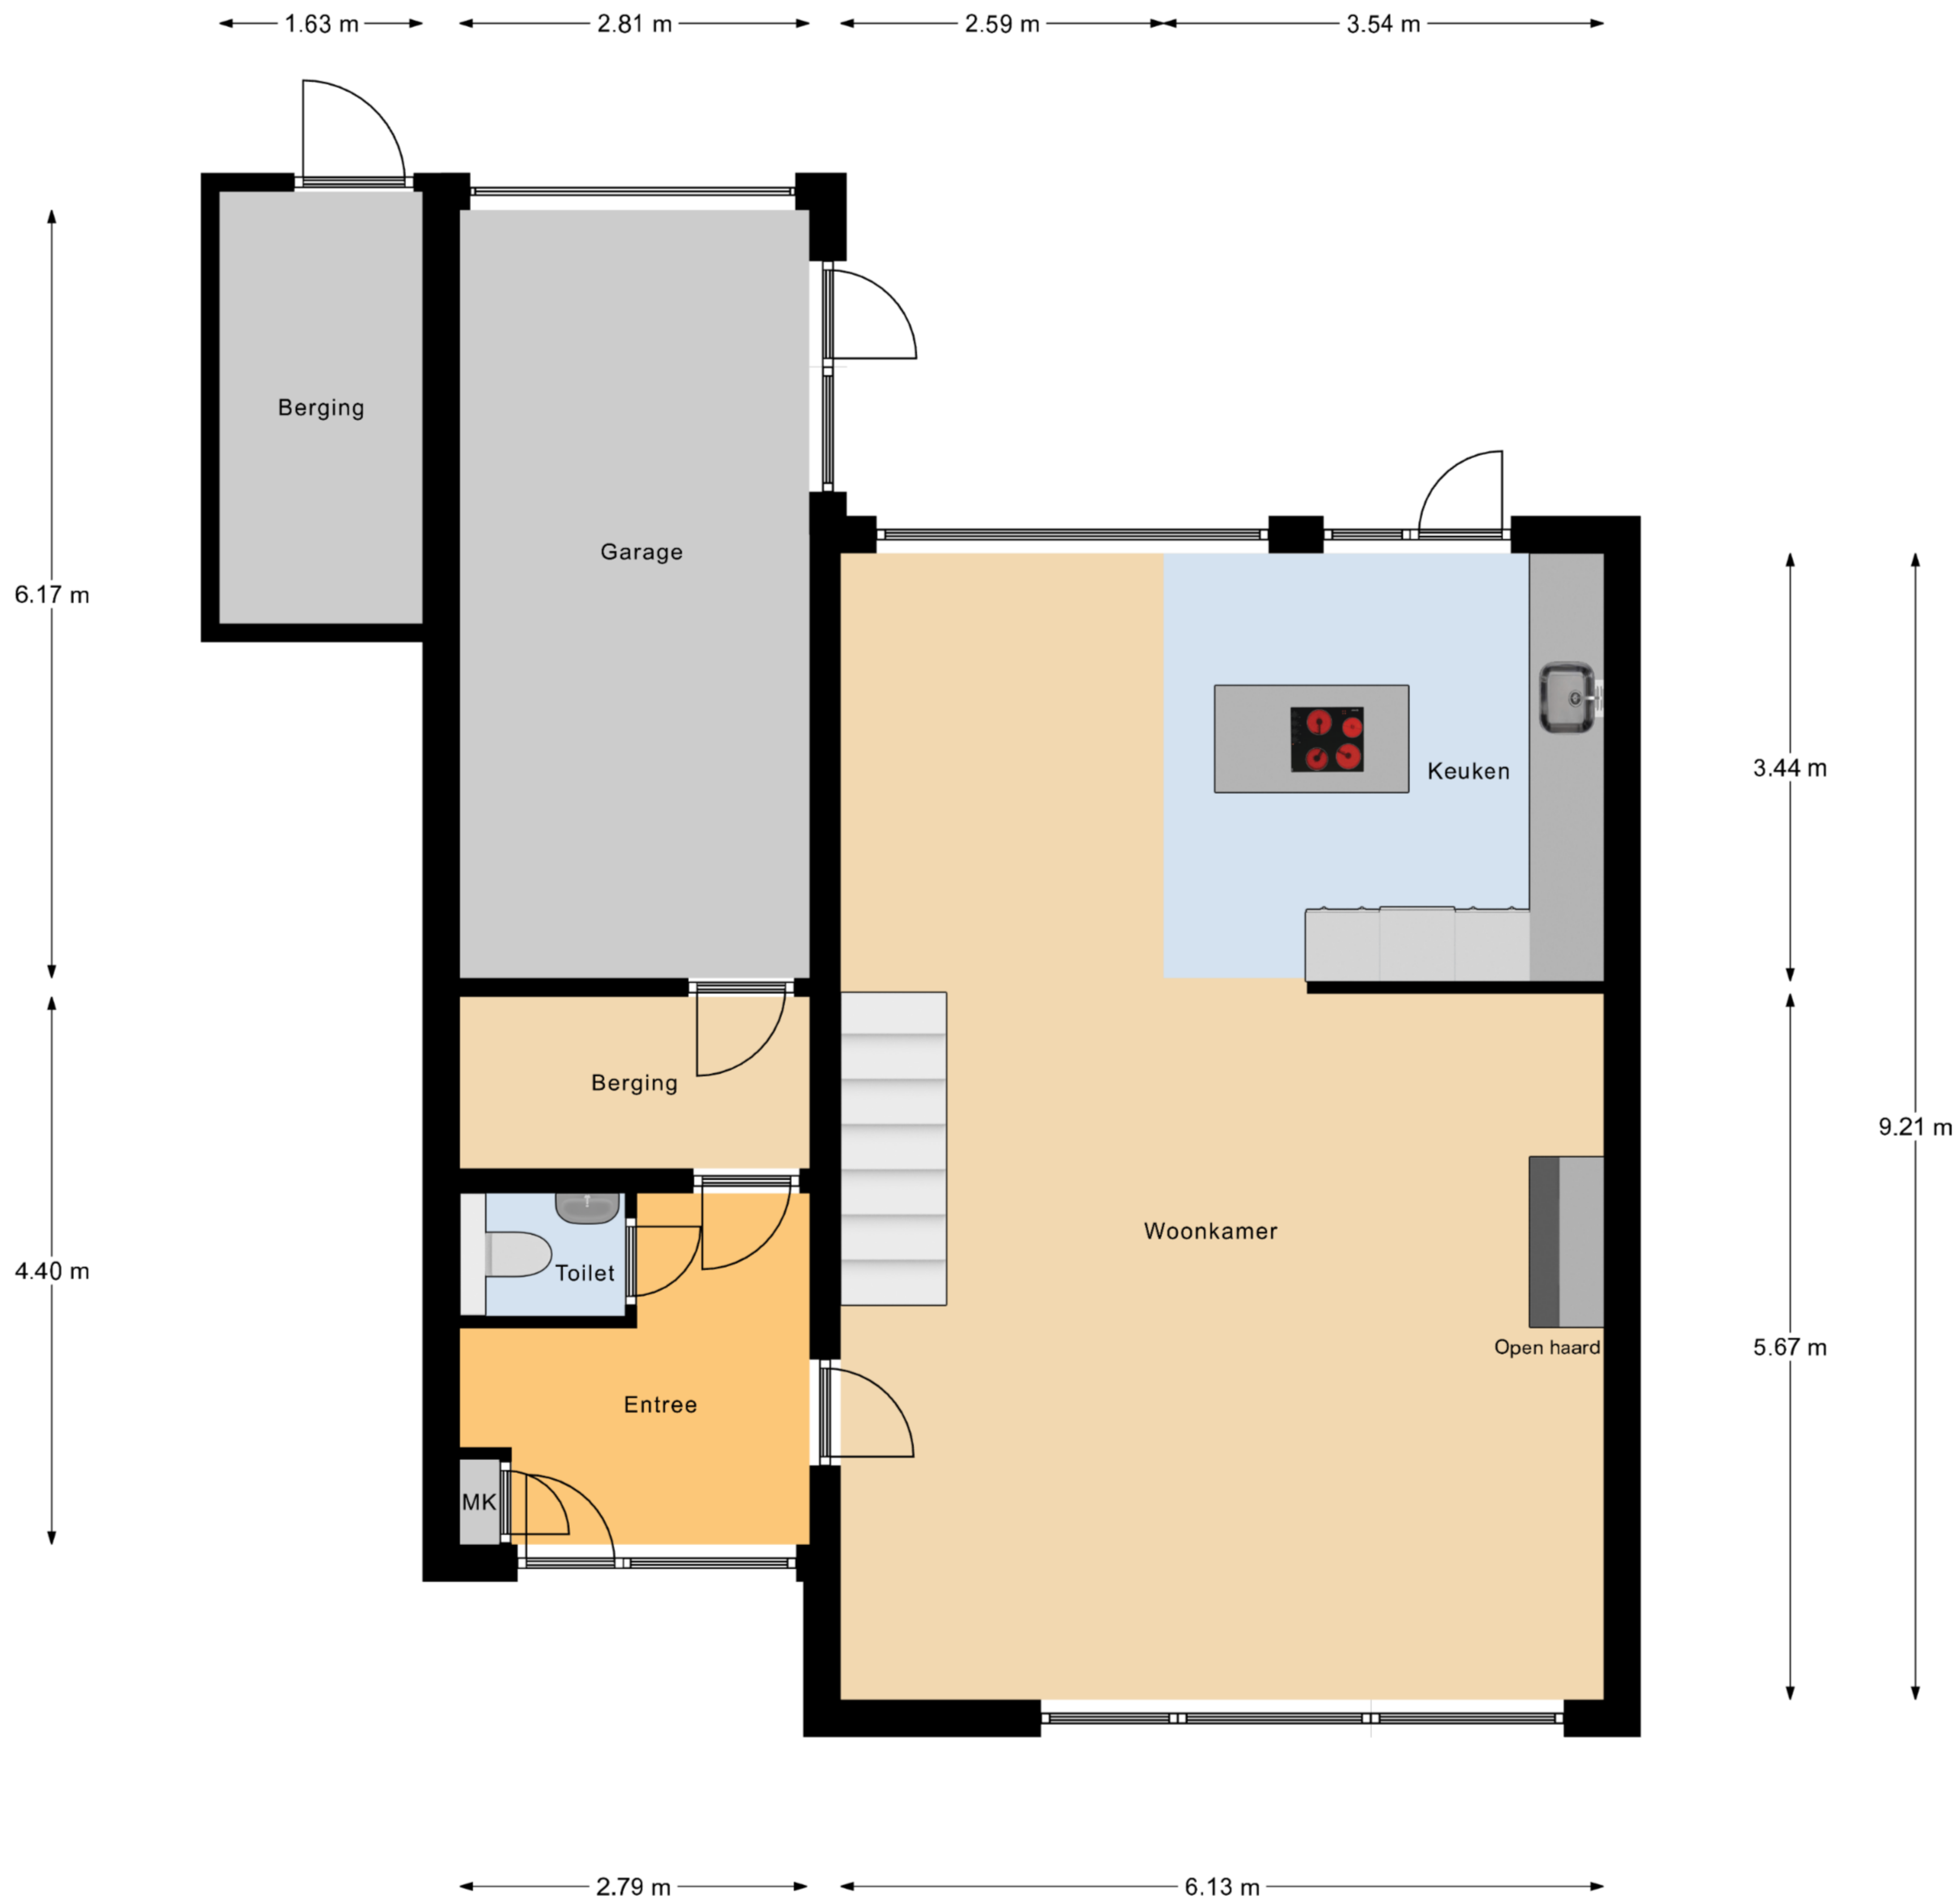 1.63 m
2.81 m
2.59 m
3.54 m
Berging
Garage
6.17 m
Keuken
3.44 m
Berging
9.21 m
Woonkamer
Toilet
4.40 m
Open haard
5.67 m
Entree
MK
2.79 m
6.13 m